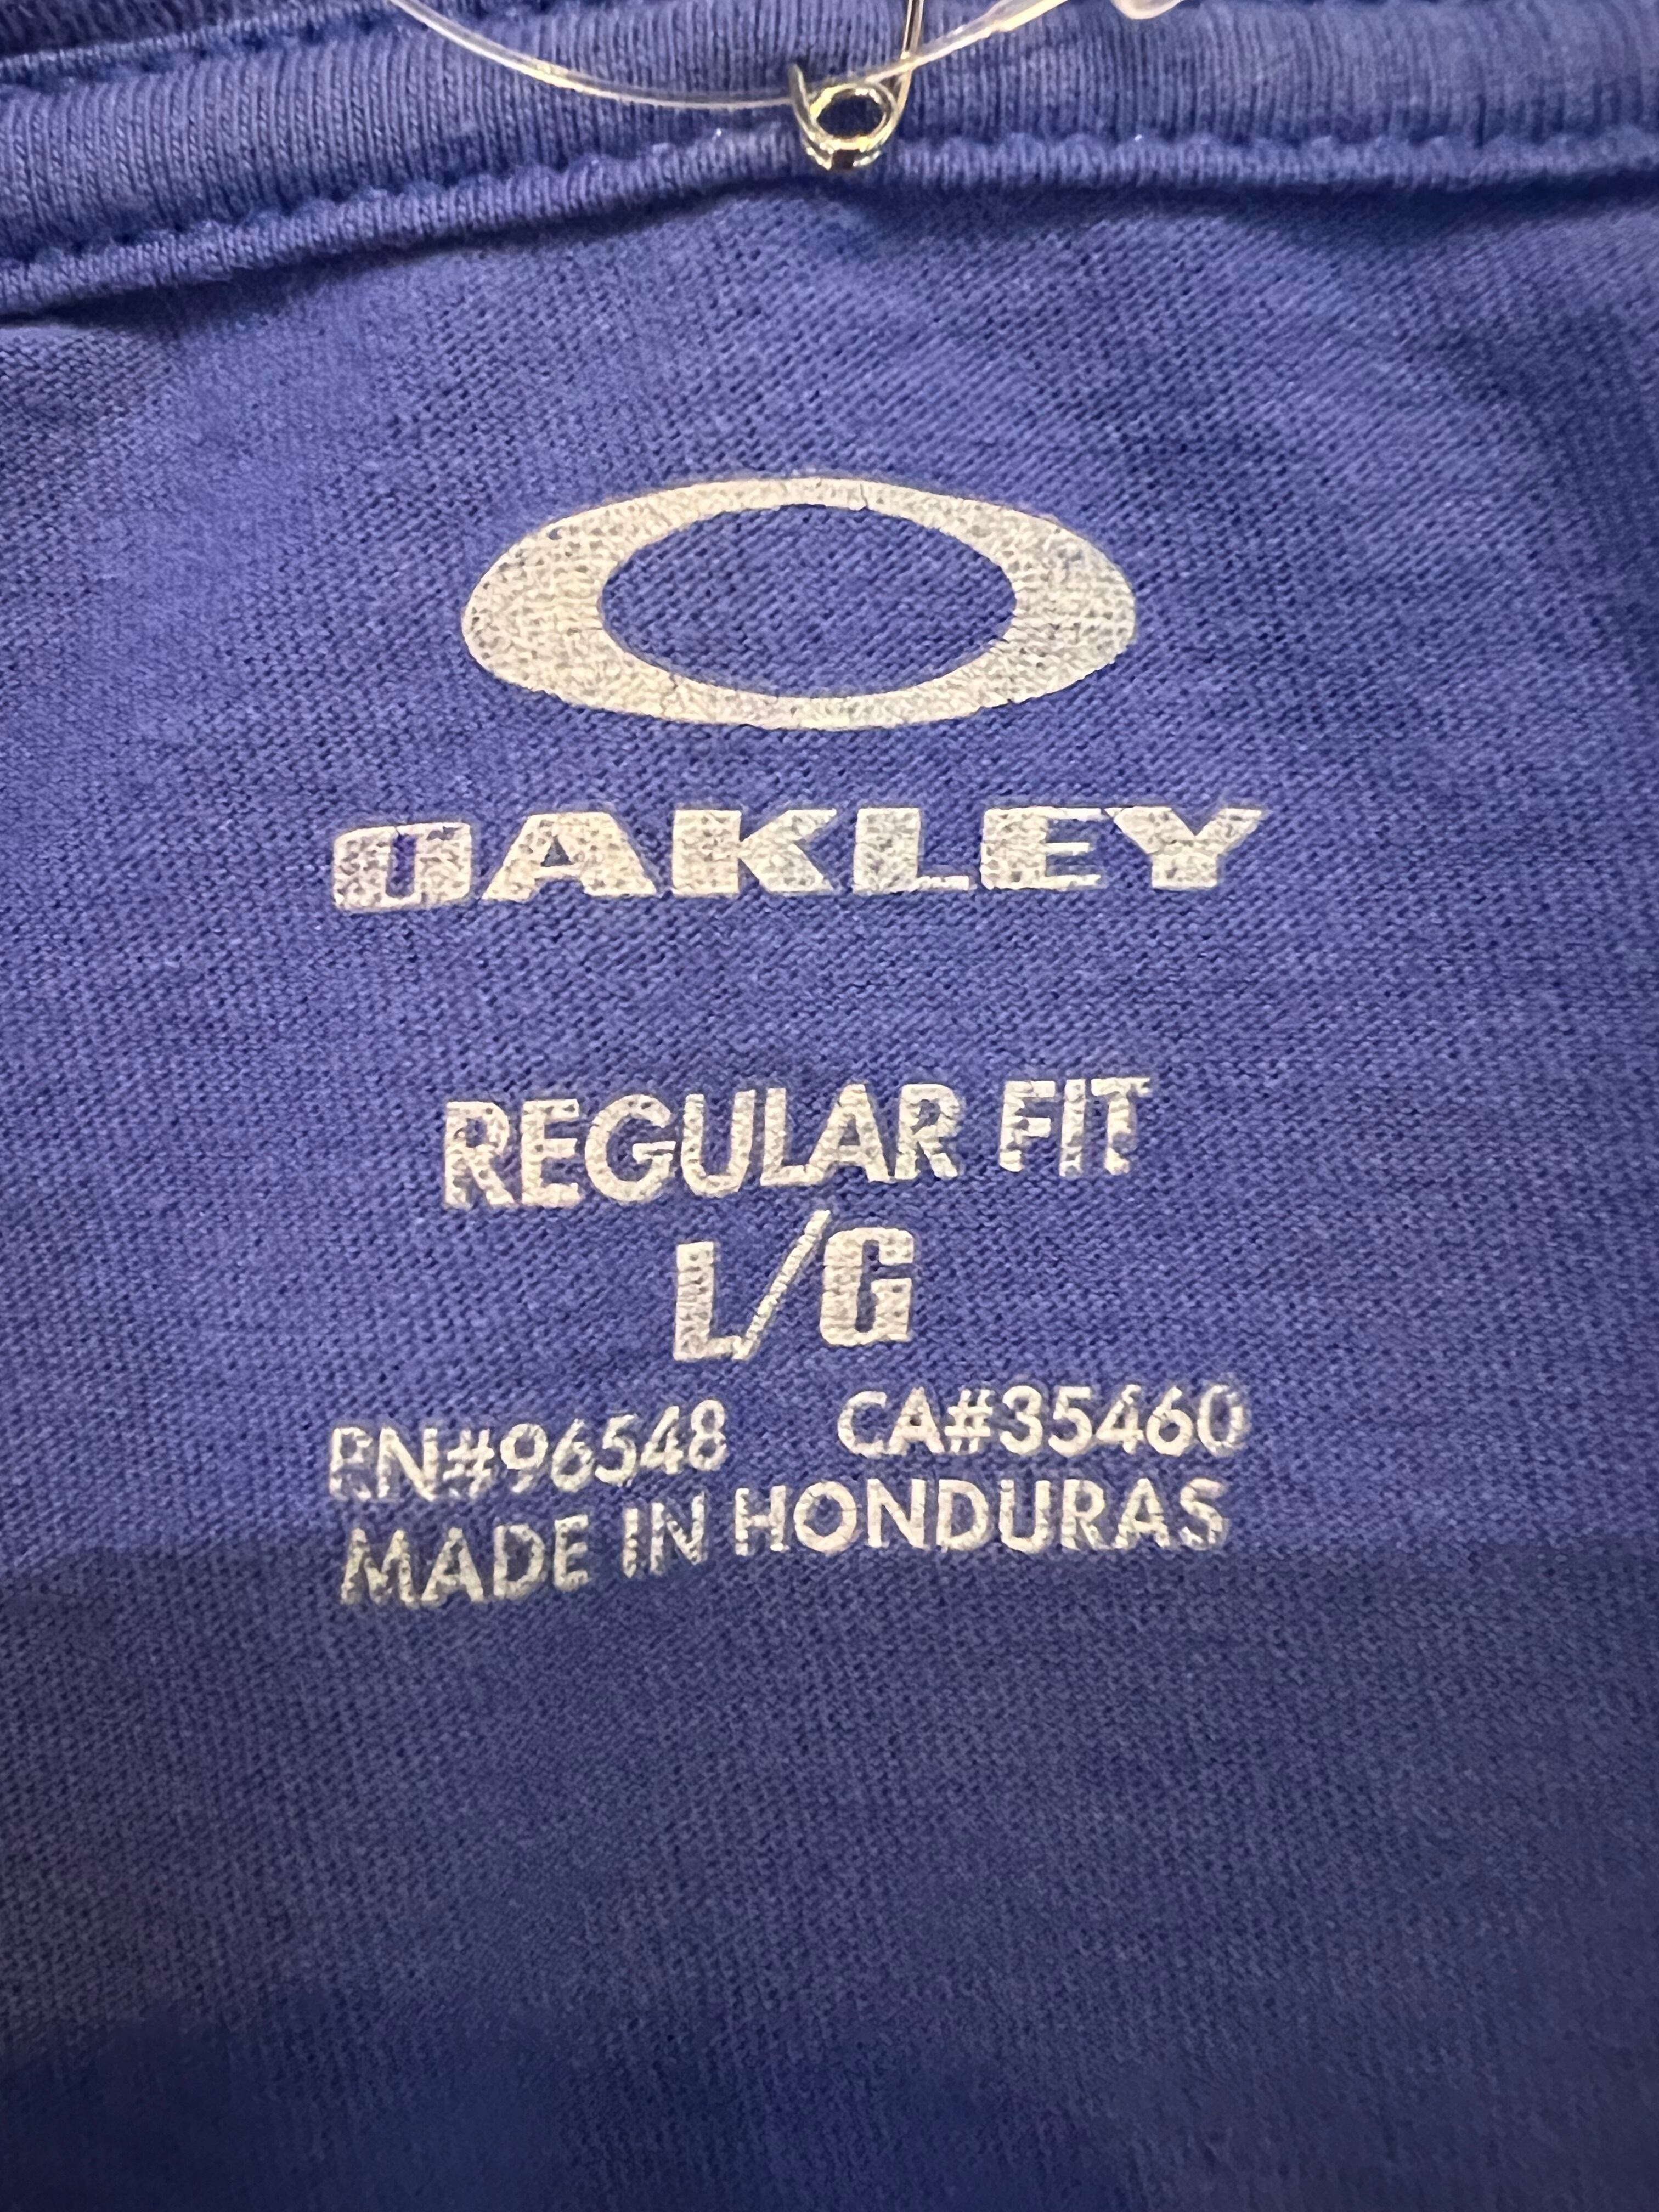 OAKLEY
REGULAR FIT
L/G
RN#96548 CA#35460
MADE IN HONDURAS